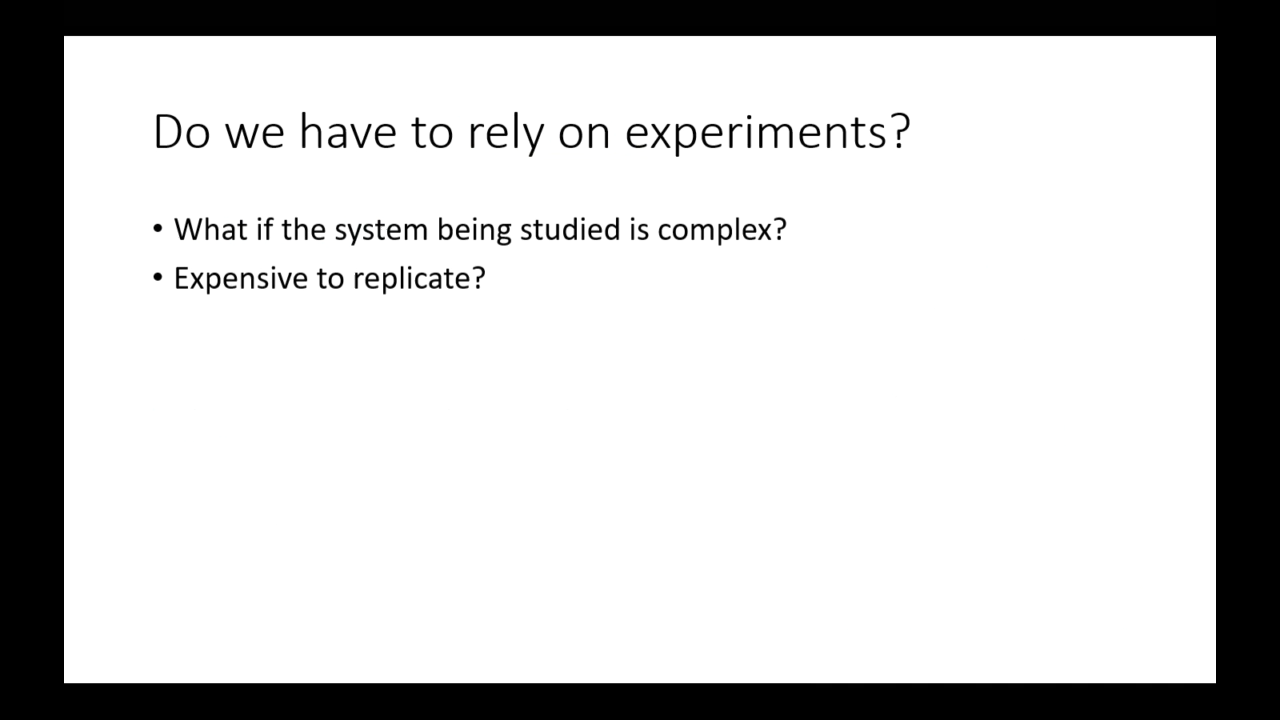 Do we have to rely on experiments?
• What if the system being studied is complex?
• Expensive to replicate?